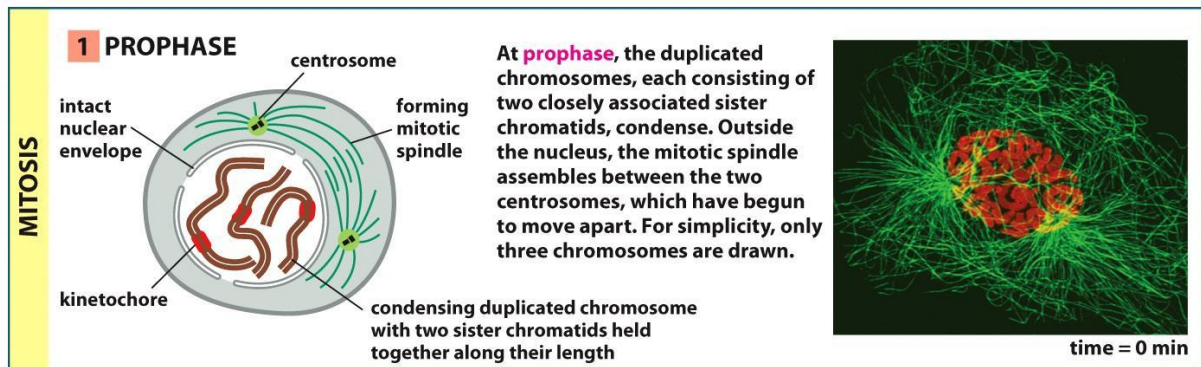 MITOSIS
1 PROPHASE
centrosome
intact
nuclear
envelope
forming
mitotic
spindle
kinetochore
condensing duplicated chromosome
with two sister chromatids held
together along their length
At prophase, the duplicated
chromosomes, each consisting of
two closely associated sister
chromatids, condense. Outside
the nucleus, the mitotic spindle
assembles between the two
centrosomes, which have begun
to move apart. For simplicity, only
three chromosomes are drawn.
time = 0 min